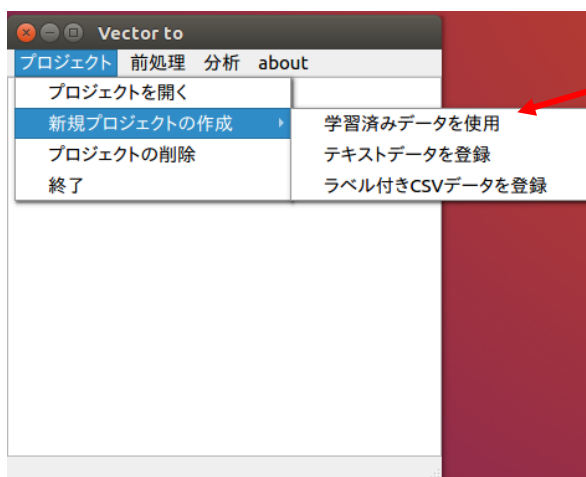 Vector to
プロジェクト 前処理 分析 about
プロジェクトを開く
新規プロジェクトの作成
学習済みデータを使用
プロジェクトの削除
テキストデータを登録
終了
ラベル付きCSVデータを登録